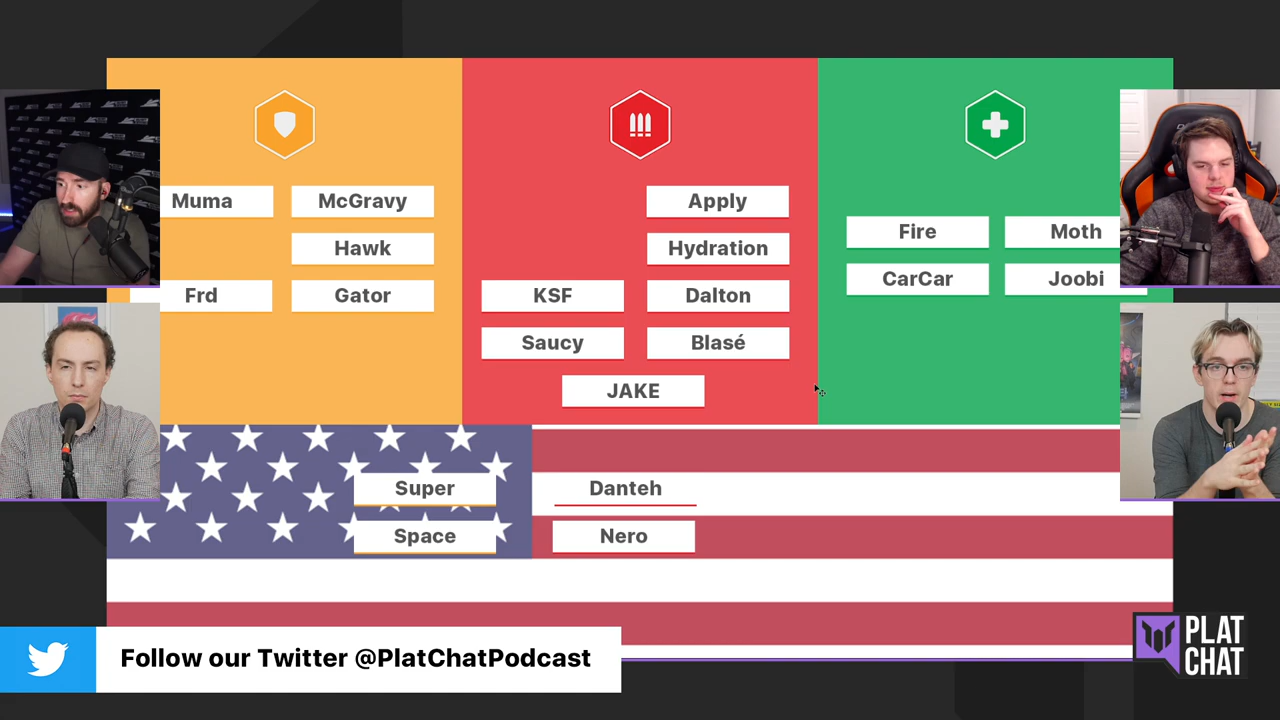 Muma McGravy
Hawk
Frd Gator
Apply
Hydration
KSF Dalton
Saucy Blasé
JAKE
Fire Moth
CarCar Joobi
Super Danteh
Space Nero
Follow our Twitter @PlatChatPodcast
PLAT
CHAT